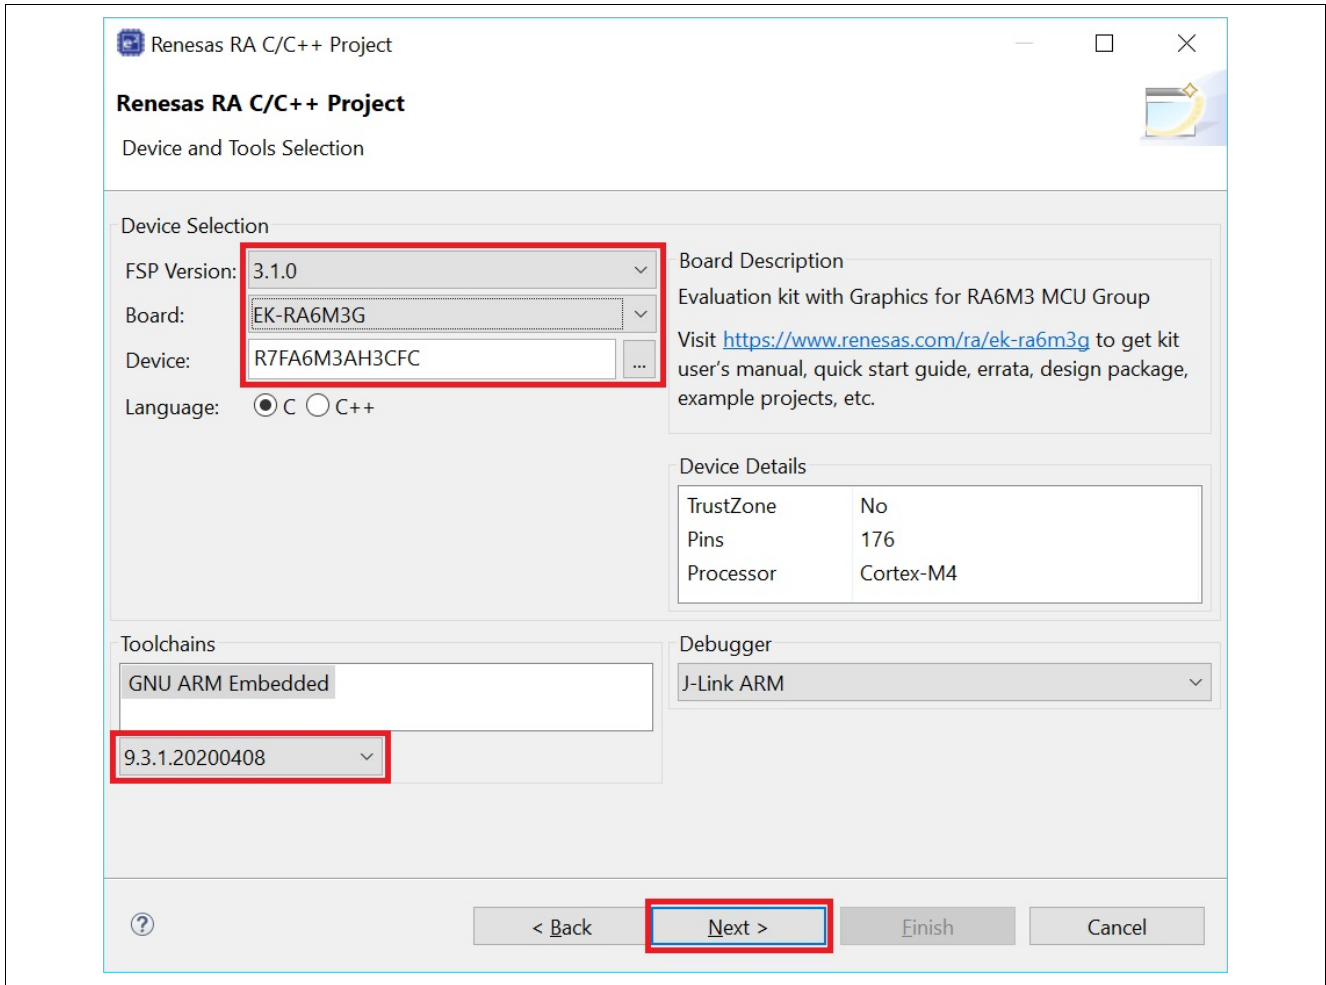 Renesas RA C/C++ Project
Renesas RA C/C++ Project
Device and Tools Selection
Device Selection
FSP Version: 3.1.0
Board: EK-RA6M3G
Device: R7FA6M3AH3CFC ...
Language: C C++
Board Description
Evaluation kit with Graphics for RA6M3 MCU Group
Visit https://www.renesas.com/ra/ek-ra6m3g to get kit
user's manual, quick start guide, errata, design package,
example projects, etc.
Device Details
TrustZone No
Pins 176
Processor Cortex-M4
Toolchains
GNU ARM Embedded
9.3.1.20200408
Debugger
J-Link ARM
? < Back Next > Finish Cancel